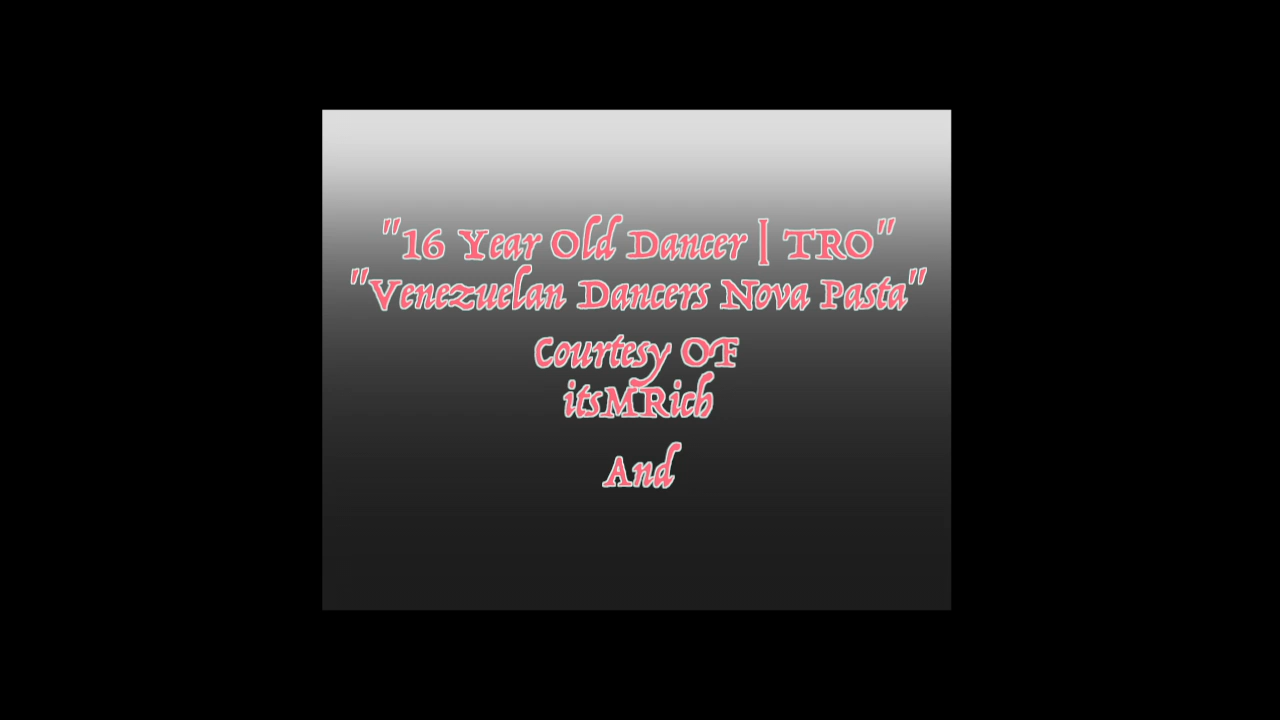 "16 Year Old Dancer | TRO"
"Venezuelan Dancers Nova Pasta"
Courtesy OF
itsMRich
And